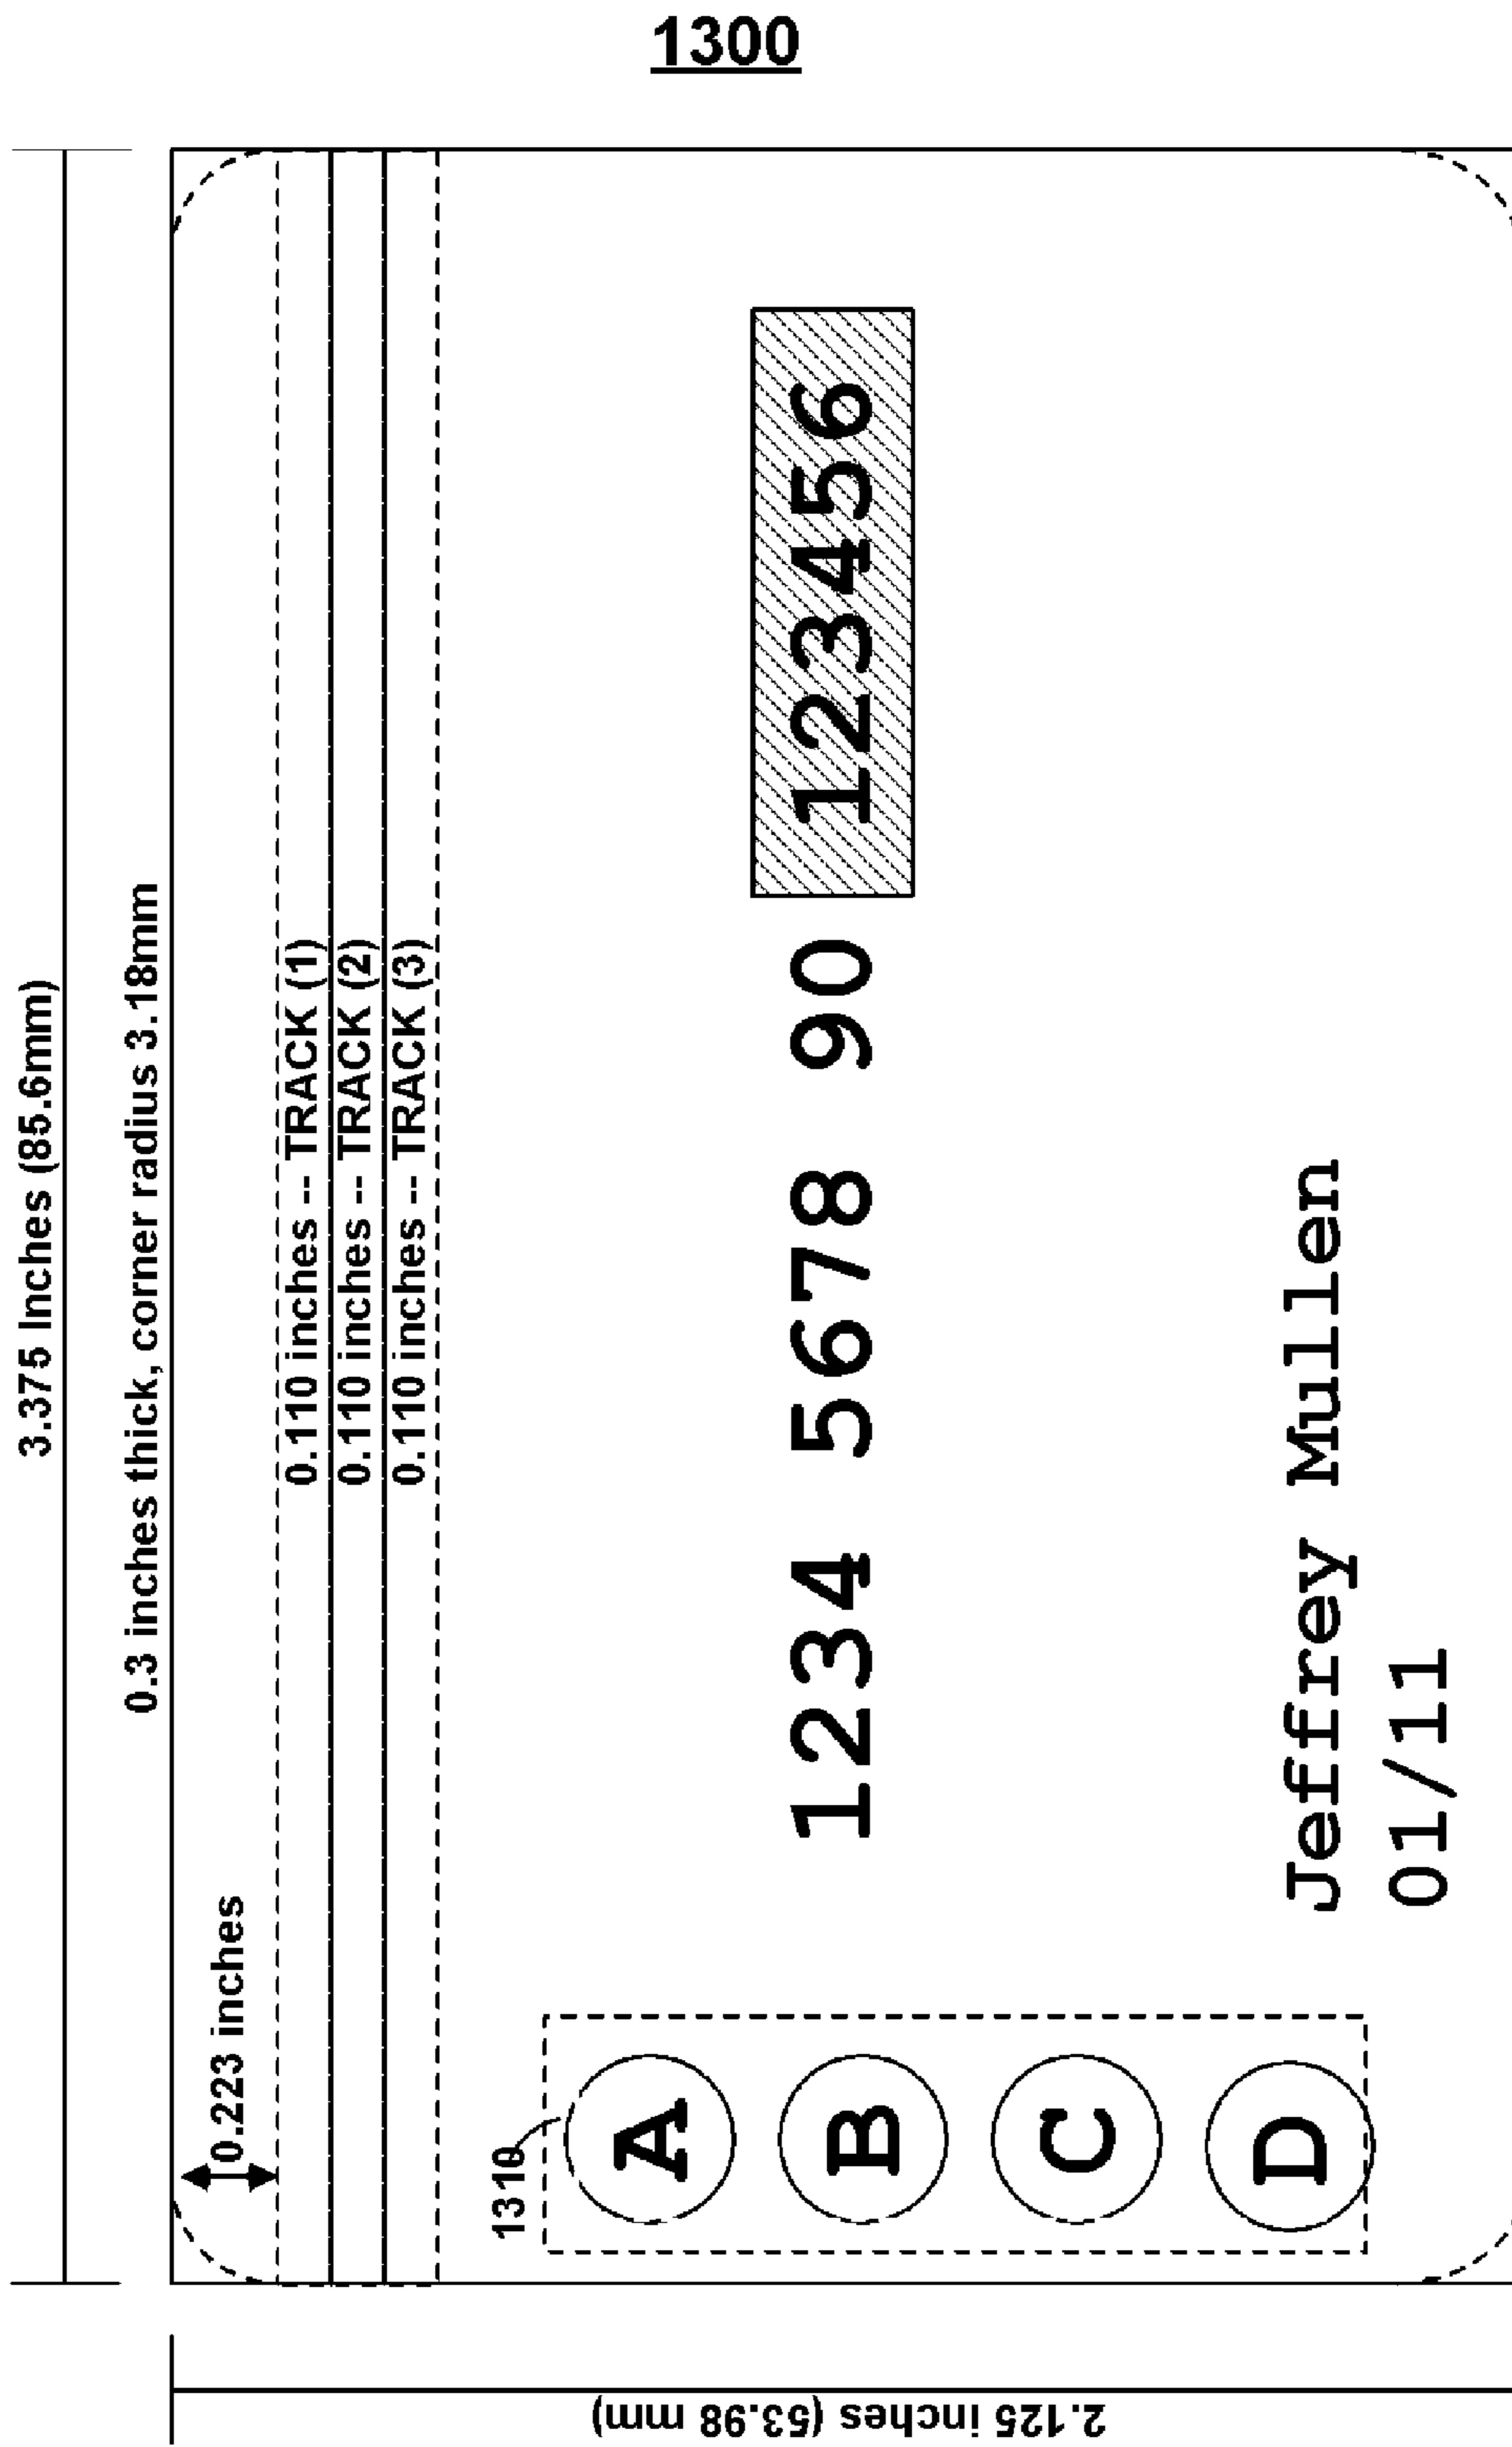 1300
3.375 Inches (85.6mm)
0.3 inches thick, corner radius 3.18mm
0.223 inches
0.110 inches -- TRACK (1)
0.110 inches -- TRACK (2)
0.110 inches -- TRACK (3)
1310
A
B
C
D
1234 5678 90 123456
Jeffrey Mullen
01/11
2.125 inches (53.98 mm)